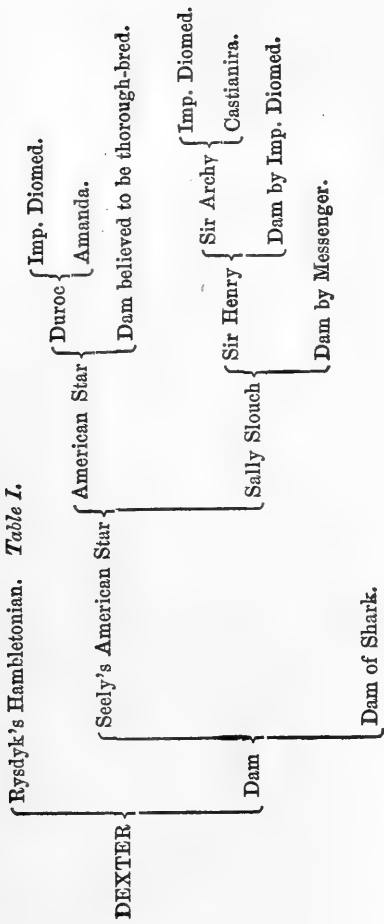 Rysdyk's Hambletonian. Table I.
DEXTER
Dam
Seely's American Star
Dam of Shark.
American Star
Sally Slouch
Duroc
Dam believed to be thorough-bred.
Sir Henry
Dam by Messenger.
Imp. Diomed.
Amanda.
Sir Archy
Dam by Imp. Diomed.
Imp. Diomed.
Castianira.